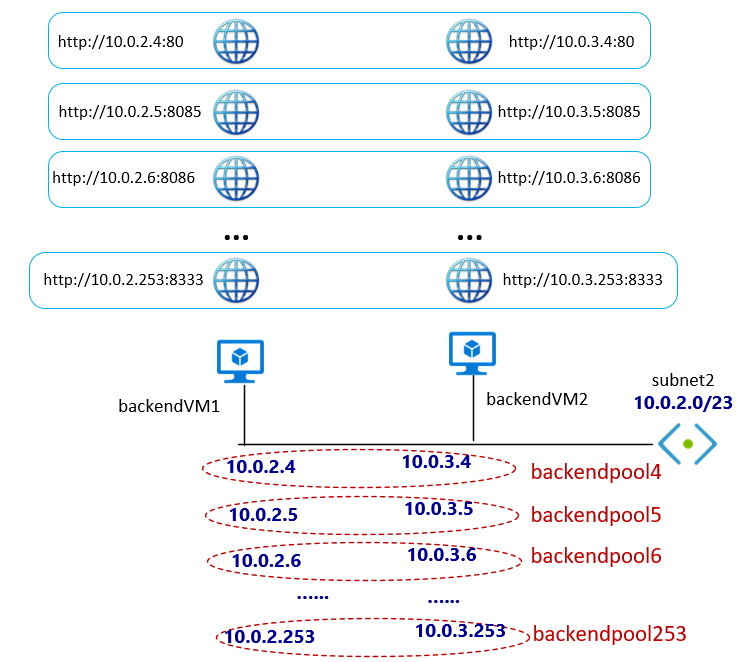 http://10.0.2.4:80
http://10.0.3.4:80
http://10.0.2.5:8085
http://10.0.3.5:8085
http://10.0.2.6:8086
http://10.0.3.6:8086
... ...
http://10.0.2.253:8333
http://10.0.3.253:8333
backendVM1
backendVM2
subnet2
10.0.2.0/23
10.0.2.4
10.0.3.4
backendpool4
10.0.2.5
10.0.3.5
backendpool5
10.0.2.6
10.0.3.6
backendpool6
...... ......
10.0.2.253
10.0.3.253
backendpool253